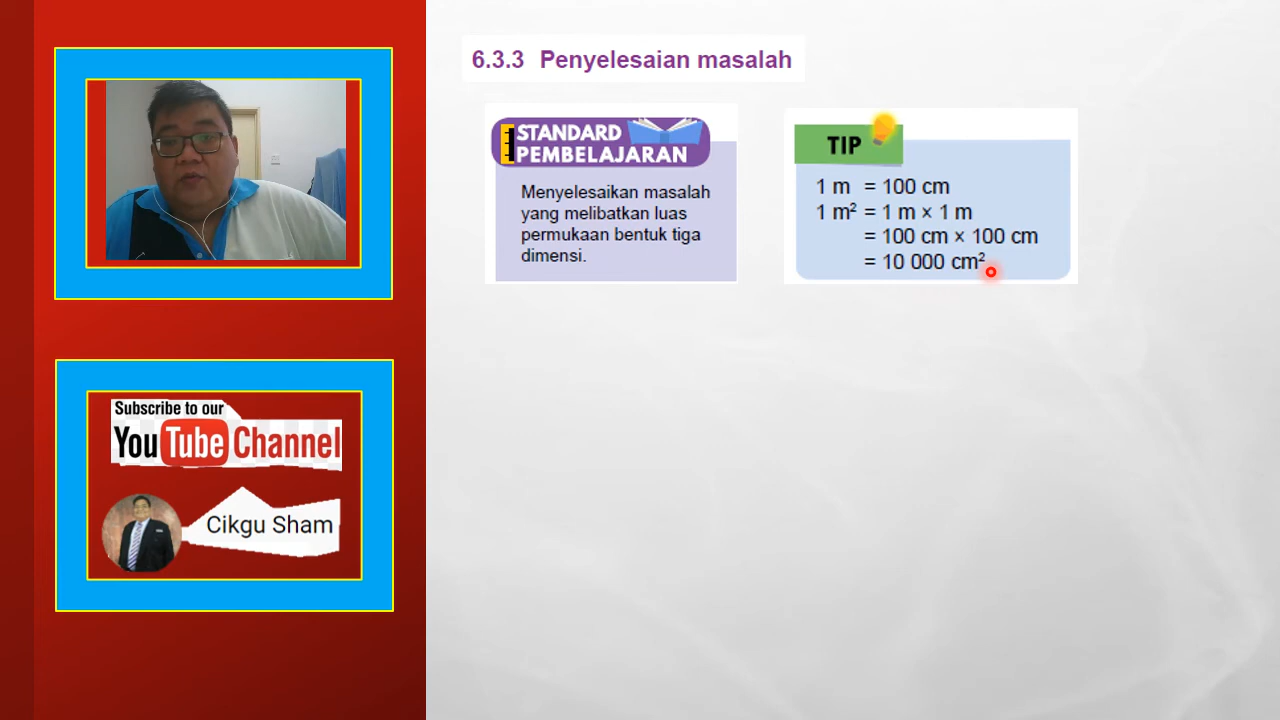 6.3.3 Penyelesaian masalah
STANDARD
PEMBELAJARAN
Menyelesaikan masalah
yang melibatkan luas
permukaan bentuk tiga
dimensi.
TIP
1 m = 100 cm
1 m² = 1 m × 1 m
= 100 cm × 100 cm
= 10 000 cm²
Subscribe to our
YouTube Channel
Cikgu Sham